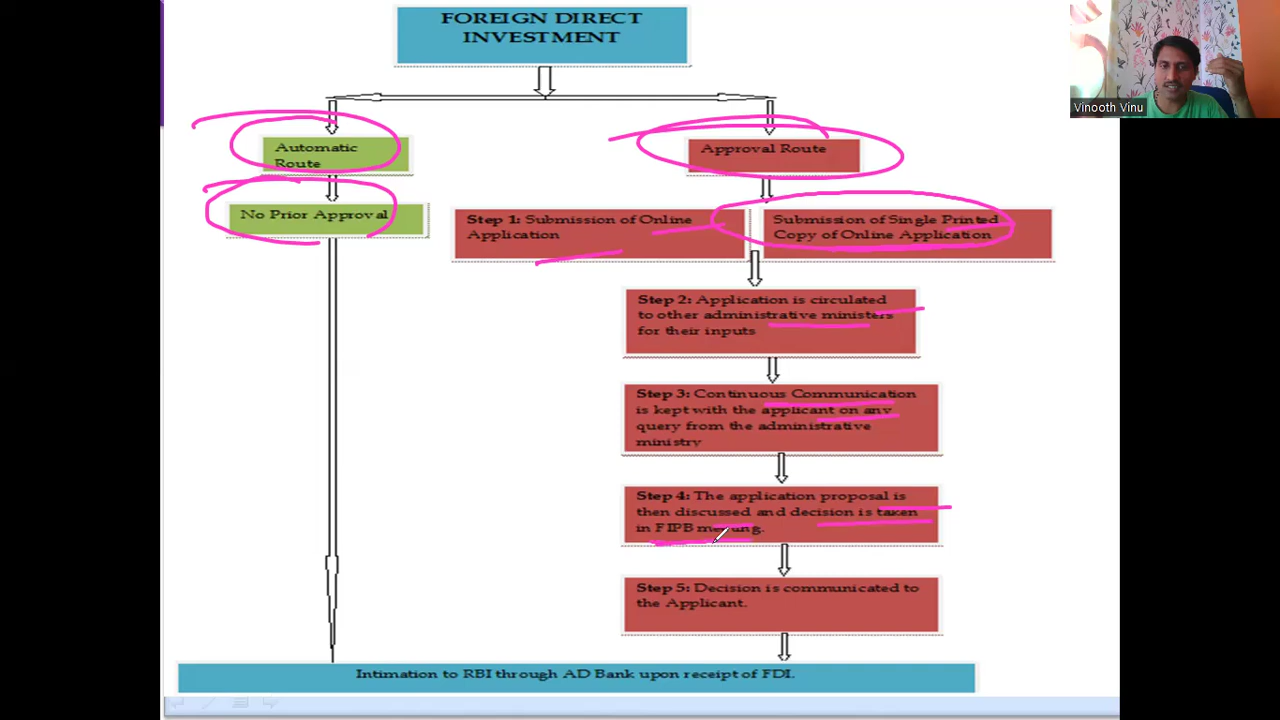 FOREIGN DIRECT
INVESTMENT
Vinooth Vinu
Automatic
Route
Approval Route
No Prior Approval
Step 1: Submission of Online
Application
Submission of Single Printed
Copy of Online Application
Step 2: Application is circulated
to other administrative ministers
for their inputs
Step 3: Continuous Communication
is kept with the applicant on any
query from the administrative
ministry
Step 4: The application proposal is
then discussed and decision is taken
in FIPB meeting.
Step 5: Decision is communicated to
the Applicant.
Intimation to RBI through AD Bank upon receipt of FDI.